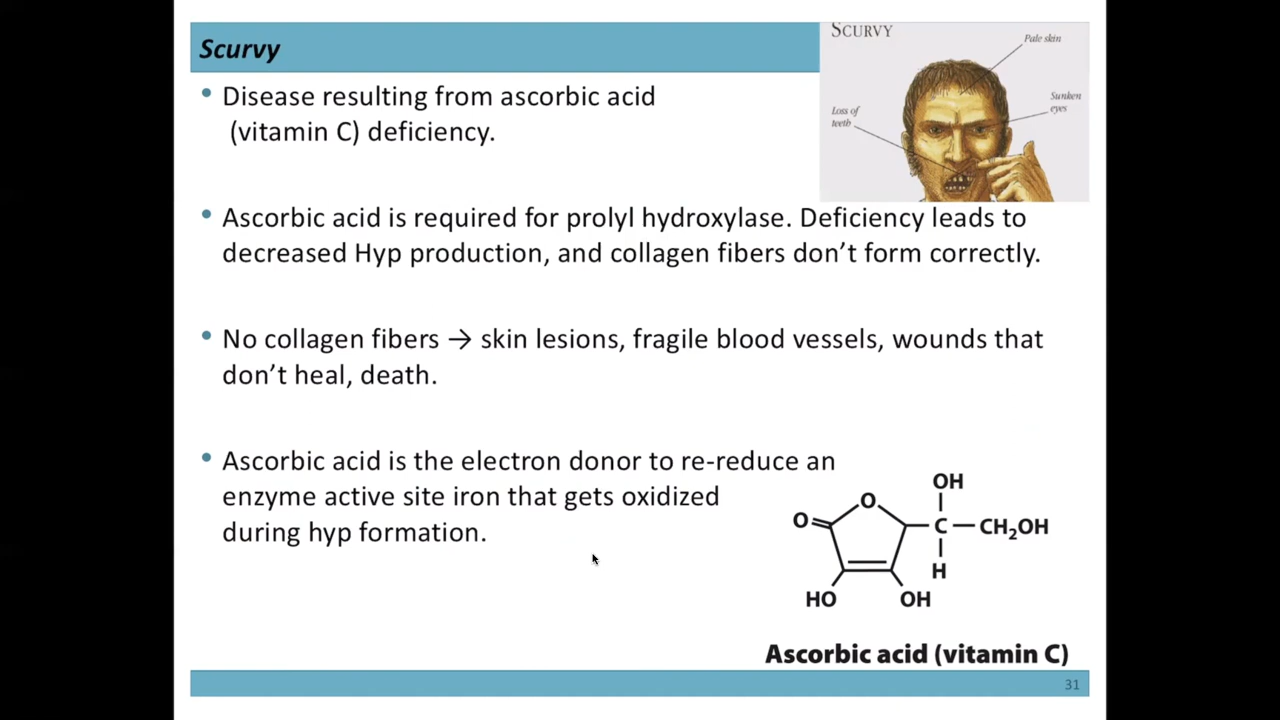 Scurvy
SCURVY
Pale skin
Sunken
eyes
Loss of
teeth
• Disease resulting from ascorbic acid
(vitamin C) deficiency.
• Ascorbic acid is required for prolyl hydroxylase. Deficiency leads to
decreased Hyp production, and collagen fibers don’t form correctly.
• No collagen fibers → skin lesions, fragile blood vessels, wounds that
don’t heal, death.
• Ascorbic acid is the electron donor to re-reduce an
enzyme active site iron that gets oxidized
during hyp formation.
OH
O
O
C
CH₂OH
H
HO
OH
Ascorbic acid (vitamin C)
31